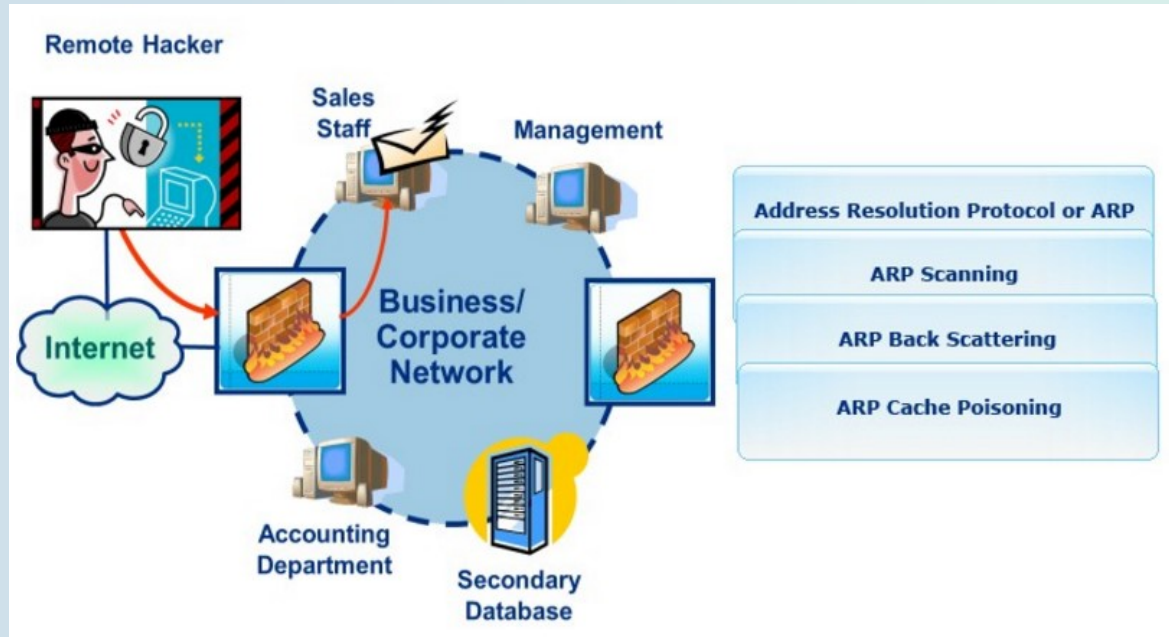 Remote Hacker
Sales
Staff
Management
Internet
Business/
Corporate
Network
Accounting
Department
Secondary
Database
Address Resolution Protocol or ARP
ARP Scanning
ARP Back Scattering
ARP Cache Poisoning